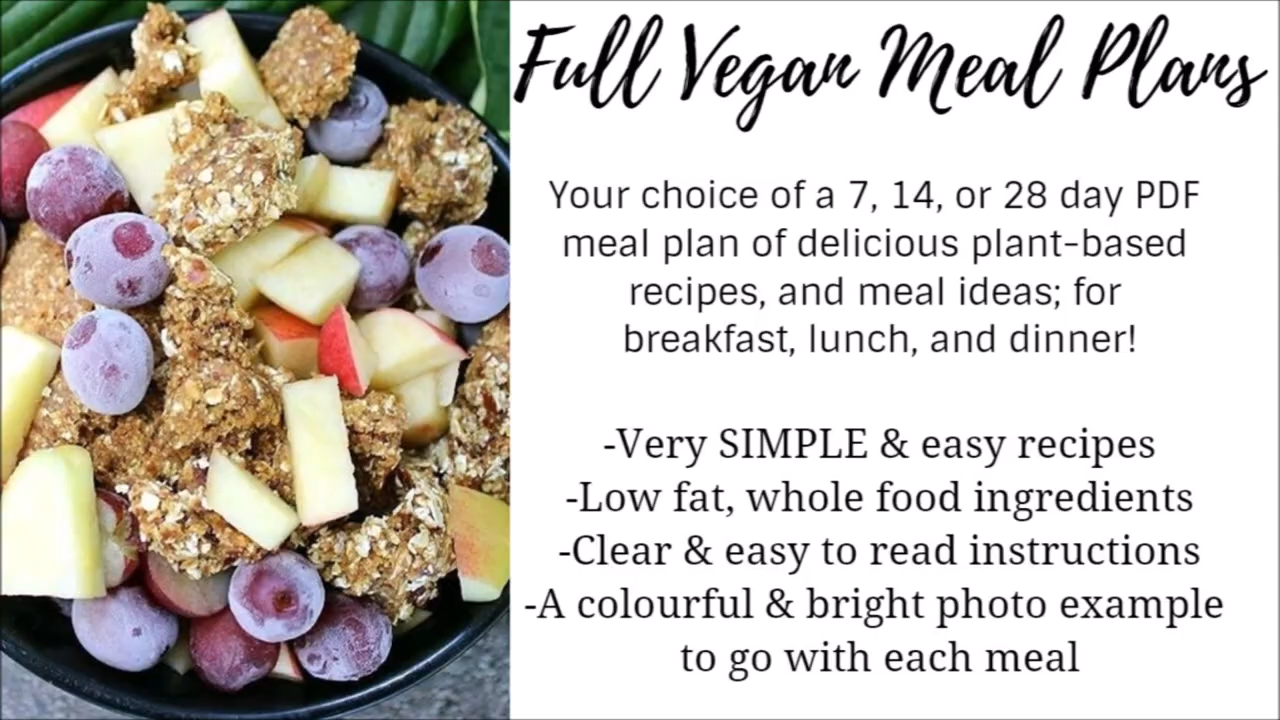 Full Vegan Meal Plans
Your choice of a 7, 14, or 28 day PDF
meal plan of delicious plant-based
recipes, and meal ideas; for
breakfast, lunch, and dinner!
-Very SIMPLE & easy recipes
-Low fat, whole food ingredients
-Clear & easy to read instructions
-A colourful & bright photo example
to go with each meal